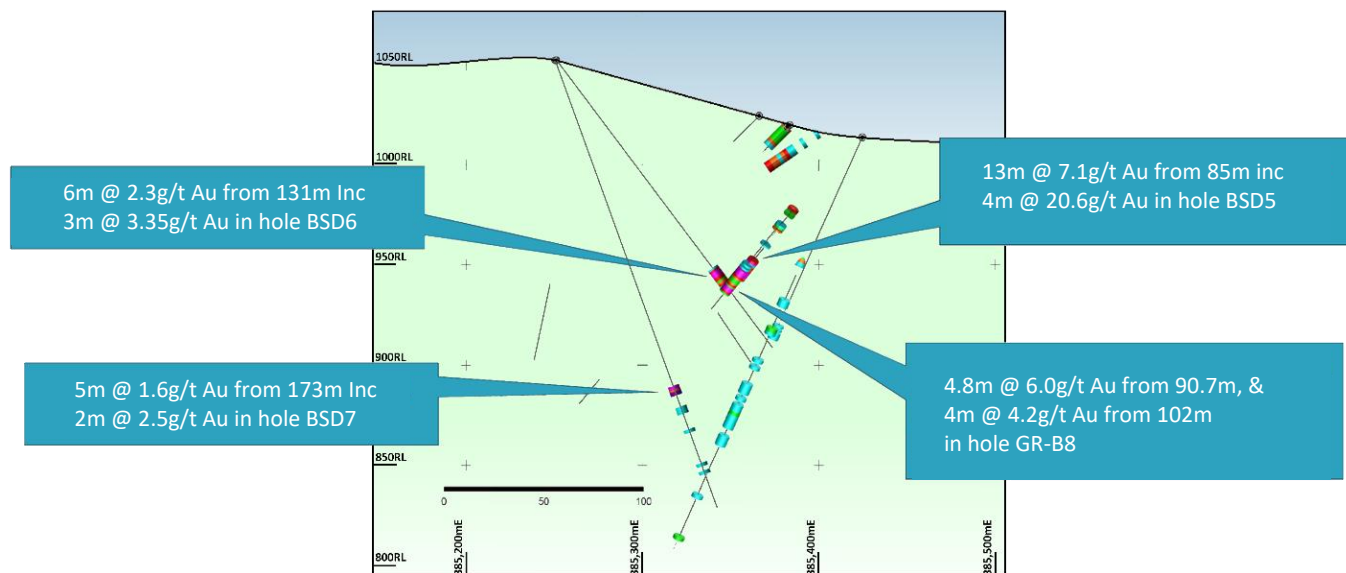 1050RL
1000RL
950RL
900RL
850RL
800RL
6m @ 2.3g/t Au from 131m Inc
3m @ 3.35g/t Au in hole BSD6
13m @ 7.1g/t Au from 85m inc
4m @ 20.6g/t Au in hole BSD5
5m @ 1.6g/t Au from 173m Inc
2m @ 2.5g/t Au in hole BSD7
4.8m @ 6.0g/t Au from 90.7m, &
4m @ 4.2g/t Au from 102m
in hole GR-B8
0 50 100
385,200mE
385,300mE
385,400mE
385,500mE